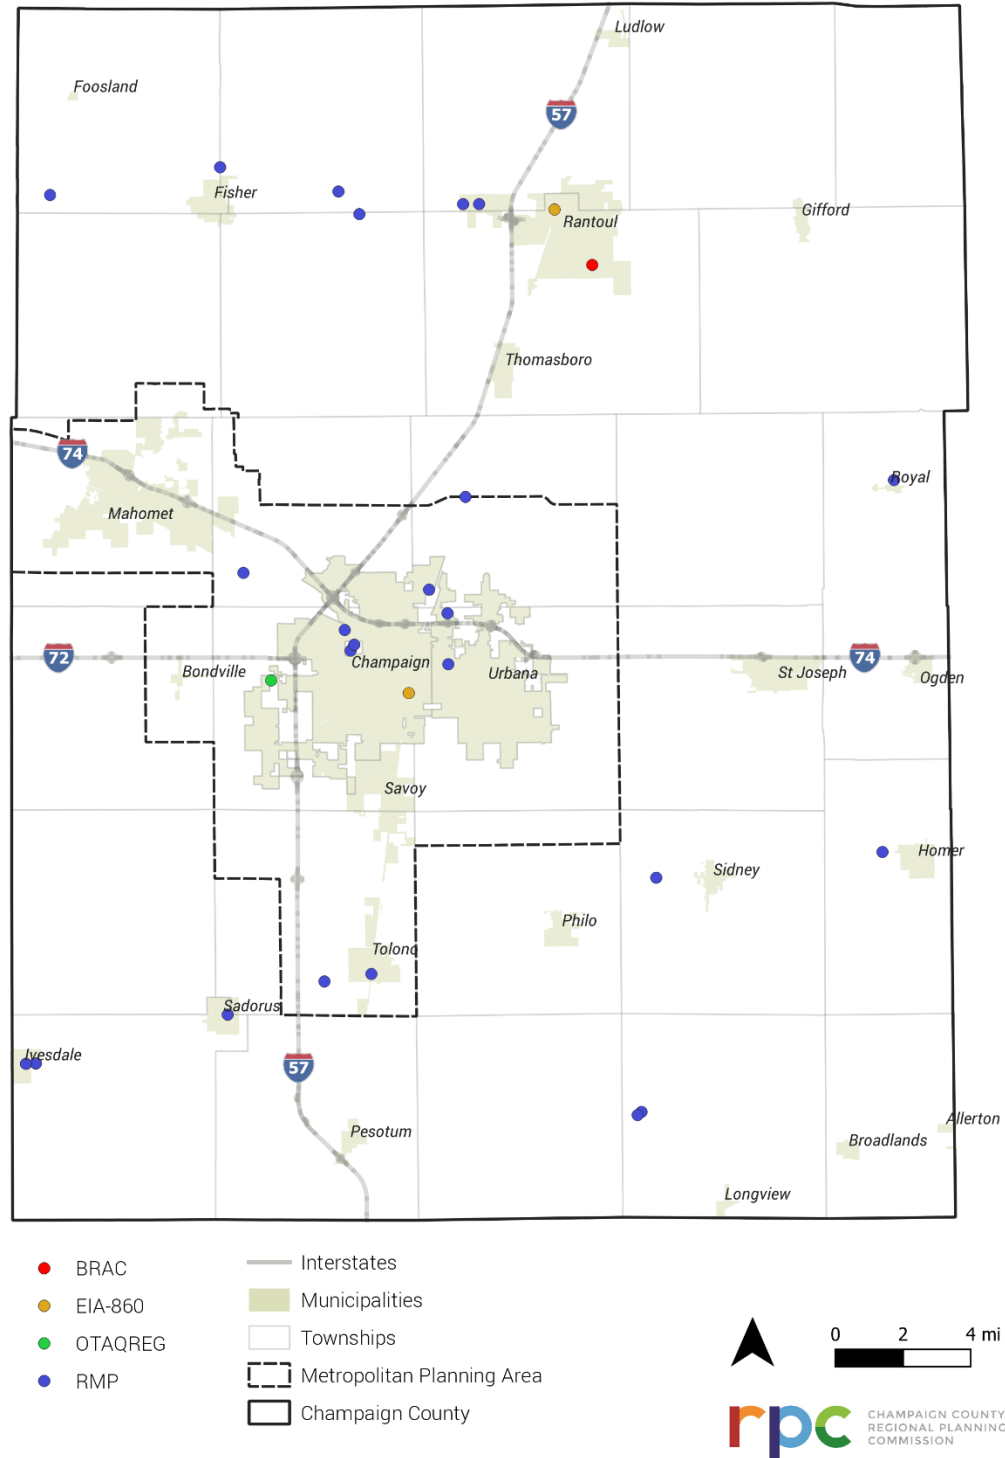 Ludlow
Foosland
57
Fisher
Gifford
Rantoul
Thomasboro
74
Royal
Mahomet
72
Bondville
Champaign
Urbana
St Joseph
74
Ogden
Savoy
Homer
Sidney
Philo
Tolono
Sadorus
Ivesdale
57
Allerton
Pesotum
Broadlands
Longview
BRAC
EIA-860
OTAQREG
RMP
Interstates
Municipalities
Townships
Metropolitan Planning Area
Champaign County
0 2 4 mi
rpc
CHAMPAIGN COUNTY
REGIONAL PLANNING
COMMISSION